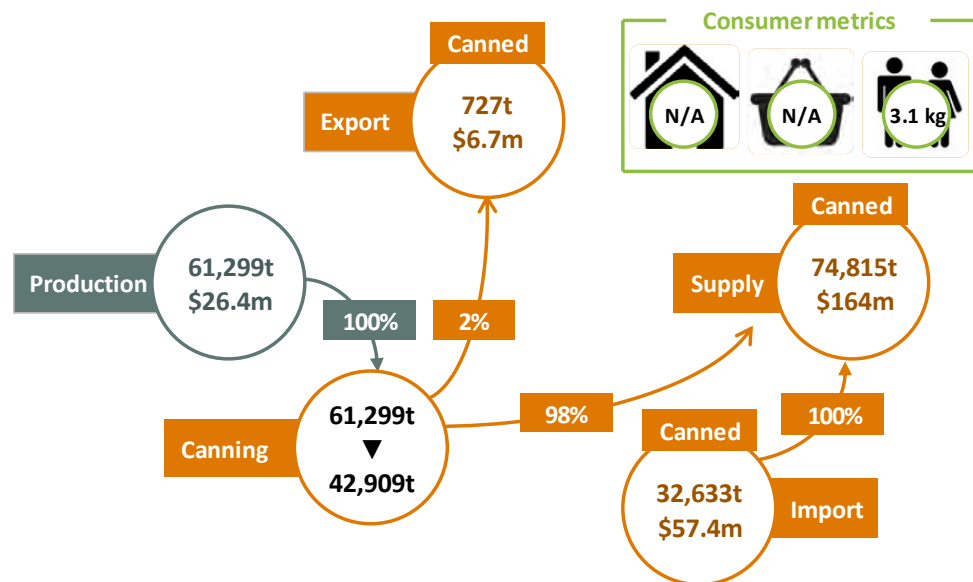 Consumer metrics
N/A
N/A
3.1 kg
Canned
Export
727t
$6.7m
Production
61,299t
$26.4m
100%
2%
Canned
Supply
74,815t
$164m
Canning
61,299t
▼
42,909t
98%
100%
Canned
32,633t
$57.4m
Import